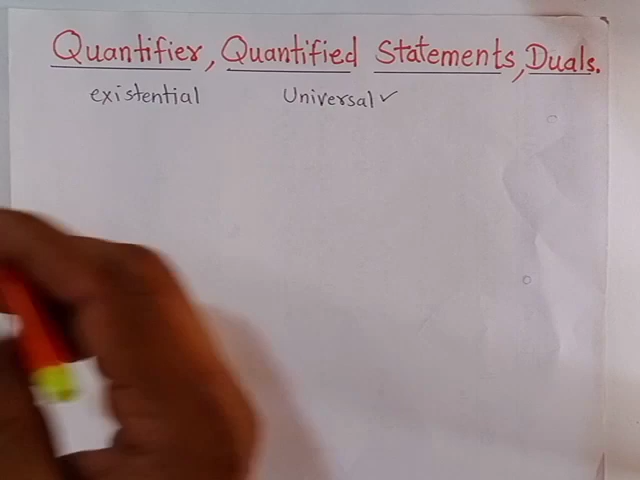 Quantifier, Quantified Statements, Duals.
existential Universal ✓